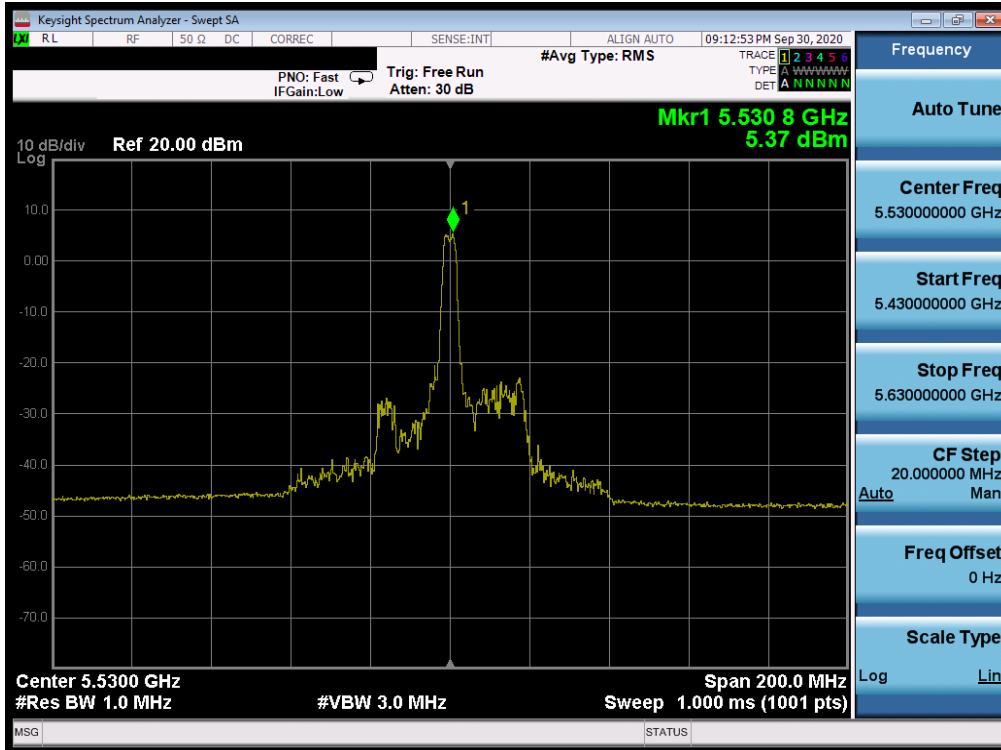 Keysight Spectrum Analyzer - Swept SA
LXI RL RF 50 Ω DC CORREC SENSE:INT ALIGN AUTO 09:12:53 PM Sep 30, 2020
#Avg Type: RMS
TRACE 1 2 3 4 5 6
PNO: Fast Trig: Free Run
TYPE A WWWWW
IFGain:Low Atten: 30 dB
DET A N N N N N
Mkr1 5.530 8 GHz
5.37 dBm
10 dB/div Ref 20.00 dBm
Log
1
10.0
0.00
-10.0
-20.0
-30.0
-40.0
-50.0
-60.0
-70.0
Center 5.5300 GHz Span 200.0 MHz
#Res BW 1.0 MHz #VBW 3.0 MHz Sweep 1.000 ms (1001 pts)
MSG STATUS
Frequency
Auto Tune
Center Freq
5.530000000 GHz
Start Freq
5.430000000 GHz
Stop Freq
5.630000000 GHz
CF Step
20.000000 MHz
Auto Man
Freq Offset
0 Hz
Scale Type
Log Lin